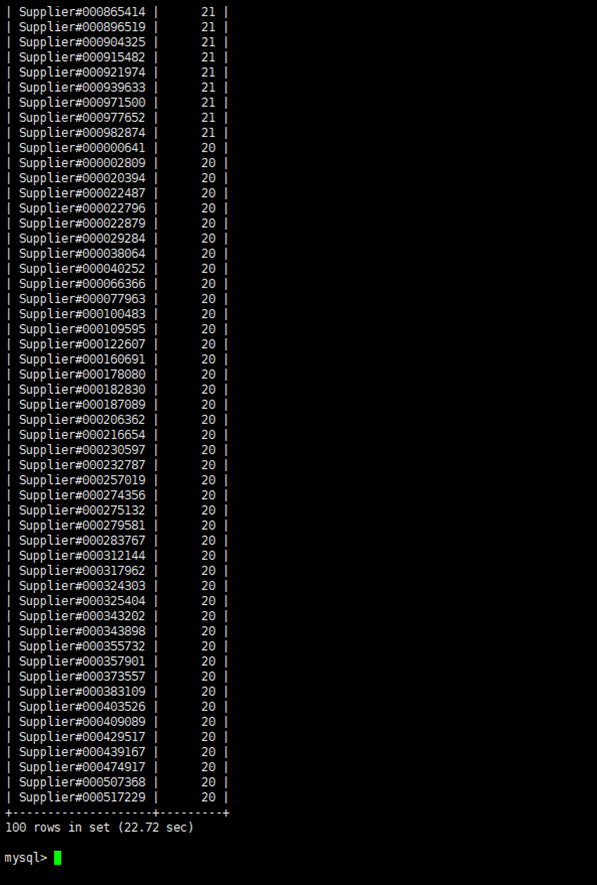 | Supplier#000865414 |      21 |
| Supplier#000896519 |      21 |
| Supplier#000904325 |      21 |
| Supplier#000915482 |      21 |
| Supplier#000921974 |      21 |
| Supplier#000939633 |      21 |
| Supplier#000971500 |      21 |
| Supplier#000977652 |      21 |
| Supplier#000982874 |      21 |
| Supplier#000000641 |      20 |
| Supplier#000002809 |      20 |
| Supplier#000020394 |      20 |
| Supplier#000022487 |      20 |
| Supplier#000022796 |      20 |
| Supplier#000022879 |      20 |
| Supplier#000029284 |      20 |
| Supplier#000038064 |      20 |
| Supplier#000040252 |      20 |
| Supplier#000066366 |      20 |
| Supplier#000077963 |      20 |
| Supplier#000100483 |      20 |
| Supplier#000109595 |      20 |
| Supplier#000122607 |      20 |
| Supplier#000160691 |      20 |
| Supplier#000178080 |      20 |
| Supplier#000182830 |      20 |
| Supplier#000187089 |      20 |
| Supplier#000206362 |      20 |
| Supplier#000216654 |      20 |
| Supplier#000230597 |      20 |
| Supplier#000232787 |      20 |
| Supplier#000257019 |      20 |
| Supplier#000274356 |      20 |
| Supplier#000275132 |      20 |
| Supplier#000279581 |      20 |
| Supplier#000283767 |      20 |
| Supplier#000312144 |      20 |
| Supplier#000317962 |      20 |
| Supplier#000324303 |      20 |
| Supplier#000325404 |      20 |
| Supplier#000343202 |      20 |
| Supplier#000343898 |      20 |
| Supplier#000355732 |      20 |
| Supplier#000357901 |      20 |
| Supplier#000373557 |      20 |
| Supplier#000383109 |      20 |
| Supplier#000403526 |      20 |
| Supplier#000409089 |      20 |
| Supplier#000429517 |      20 |
| Supplier#000439167 |      20 |
| Supplier#000474917 |      20 |
| Supplier#000507368 |      20 |
| Supplier#000517229 |      20 |
+--------------------+---------+
100 rows in set (22.72 sec)
mysql>